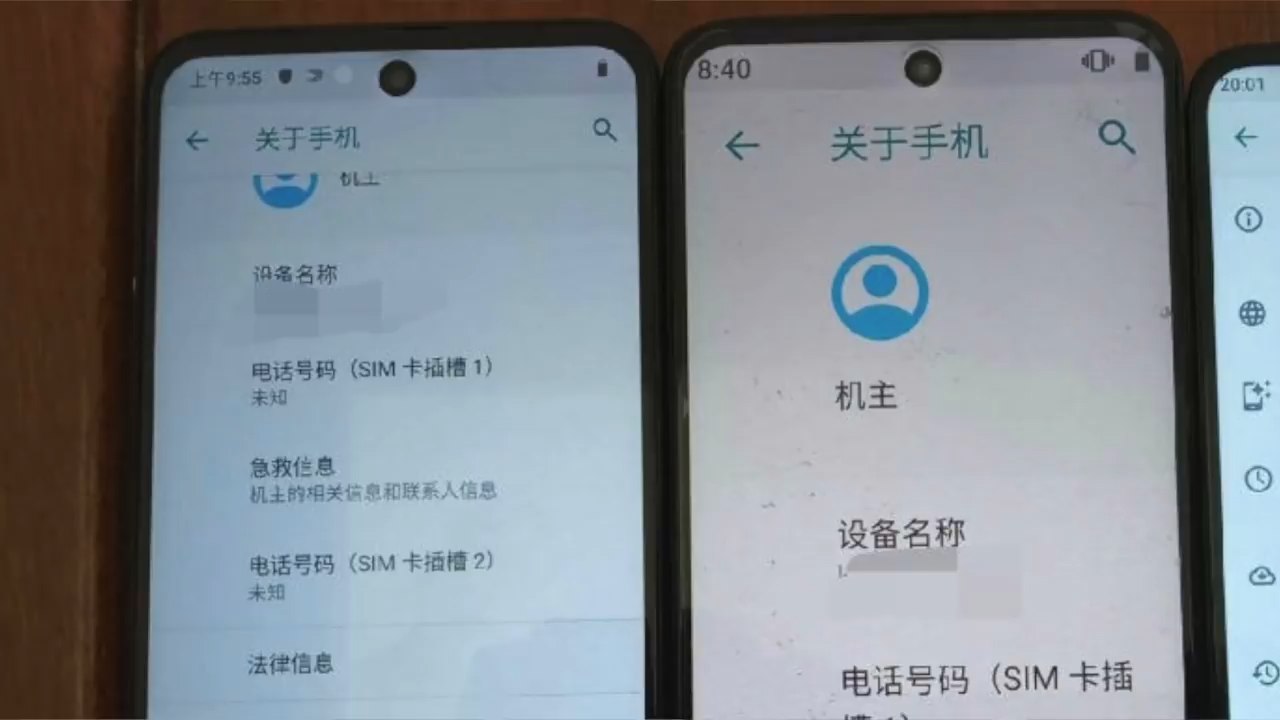 上午9:55
关于手机
机主
设备名称
电话号码（SIM 卡插槽 1）
未知
急救信息
机主的相关信息和联系人信息
电话号码（SIM 卡插槽 2）
未知
法律信息
8:40
关于手机
机主
设备名称
电话号码（SIM 卡插
槽 1）
20:01